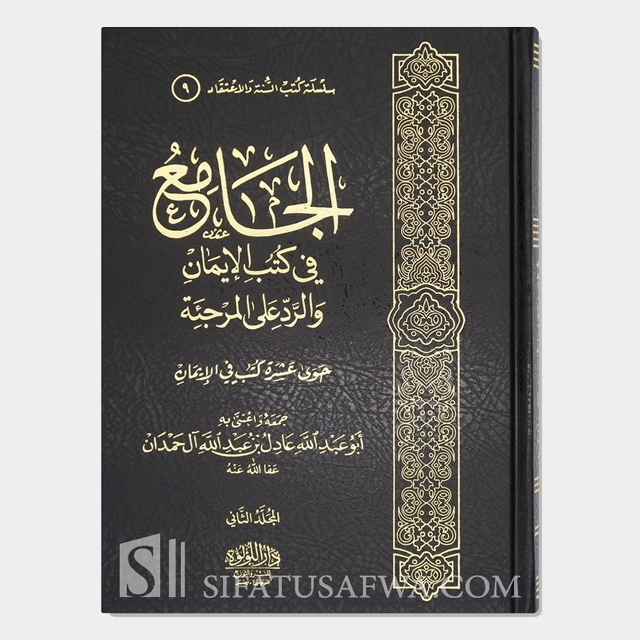 سلسلة كتب السنة والاعتقاد ٩
الجامع
في كتب الإيمان
والرد على المرجئة
حوى عشرة كتب في الإيمان
جمعه واعتنى به
أبو عبد الله عادل بن عبد الله آل حمدان
عفا الله عنه
المجلد الثاني
دار اللؤلؤة
SIFATUSAFWA.COM